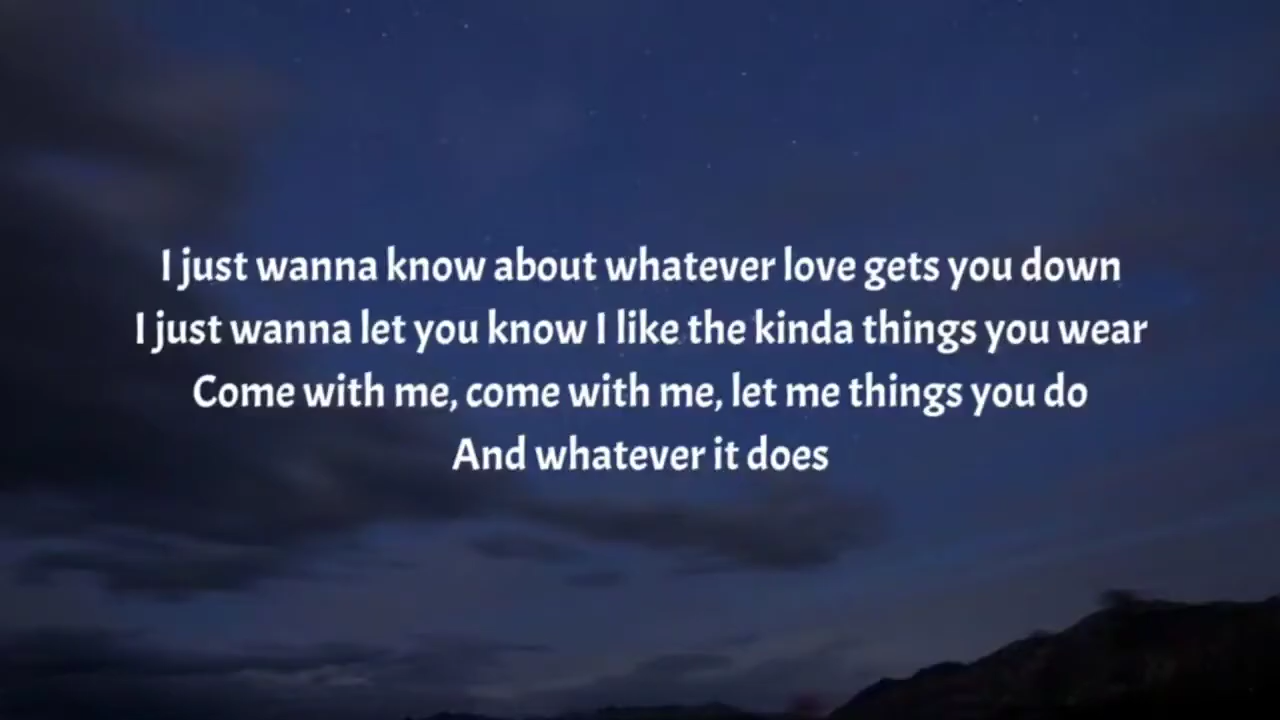 I just wanna know about whatever love gets you down
I just wanna let you know I like the kinda things you wear
Come with me, come with me, let me things you do
And whatever it does